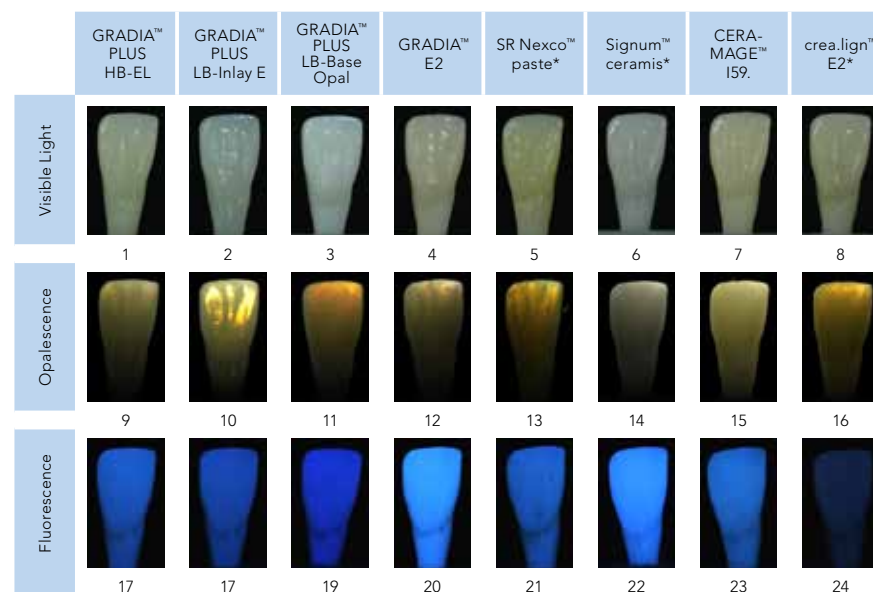 GRADIA™
PLUS
HB-EL
GRADIA™
PLUS
LB-Inlay E
GRADIA™
PLUS
LB-Base
Opal
GRADIA™
E2
SR Nexco™
paste*
Signum™
ceramis*
CERA-
MAGE™
I59.
crea.lign™
E2*
Visible Light
1 2 3 4 5 6 7 8
Opalescence
9 10 11 12 13 14 15 16
Fluorescence
17 17 19 20 21 22 23 24